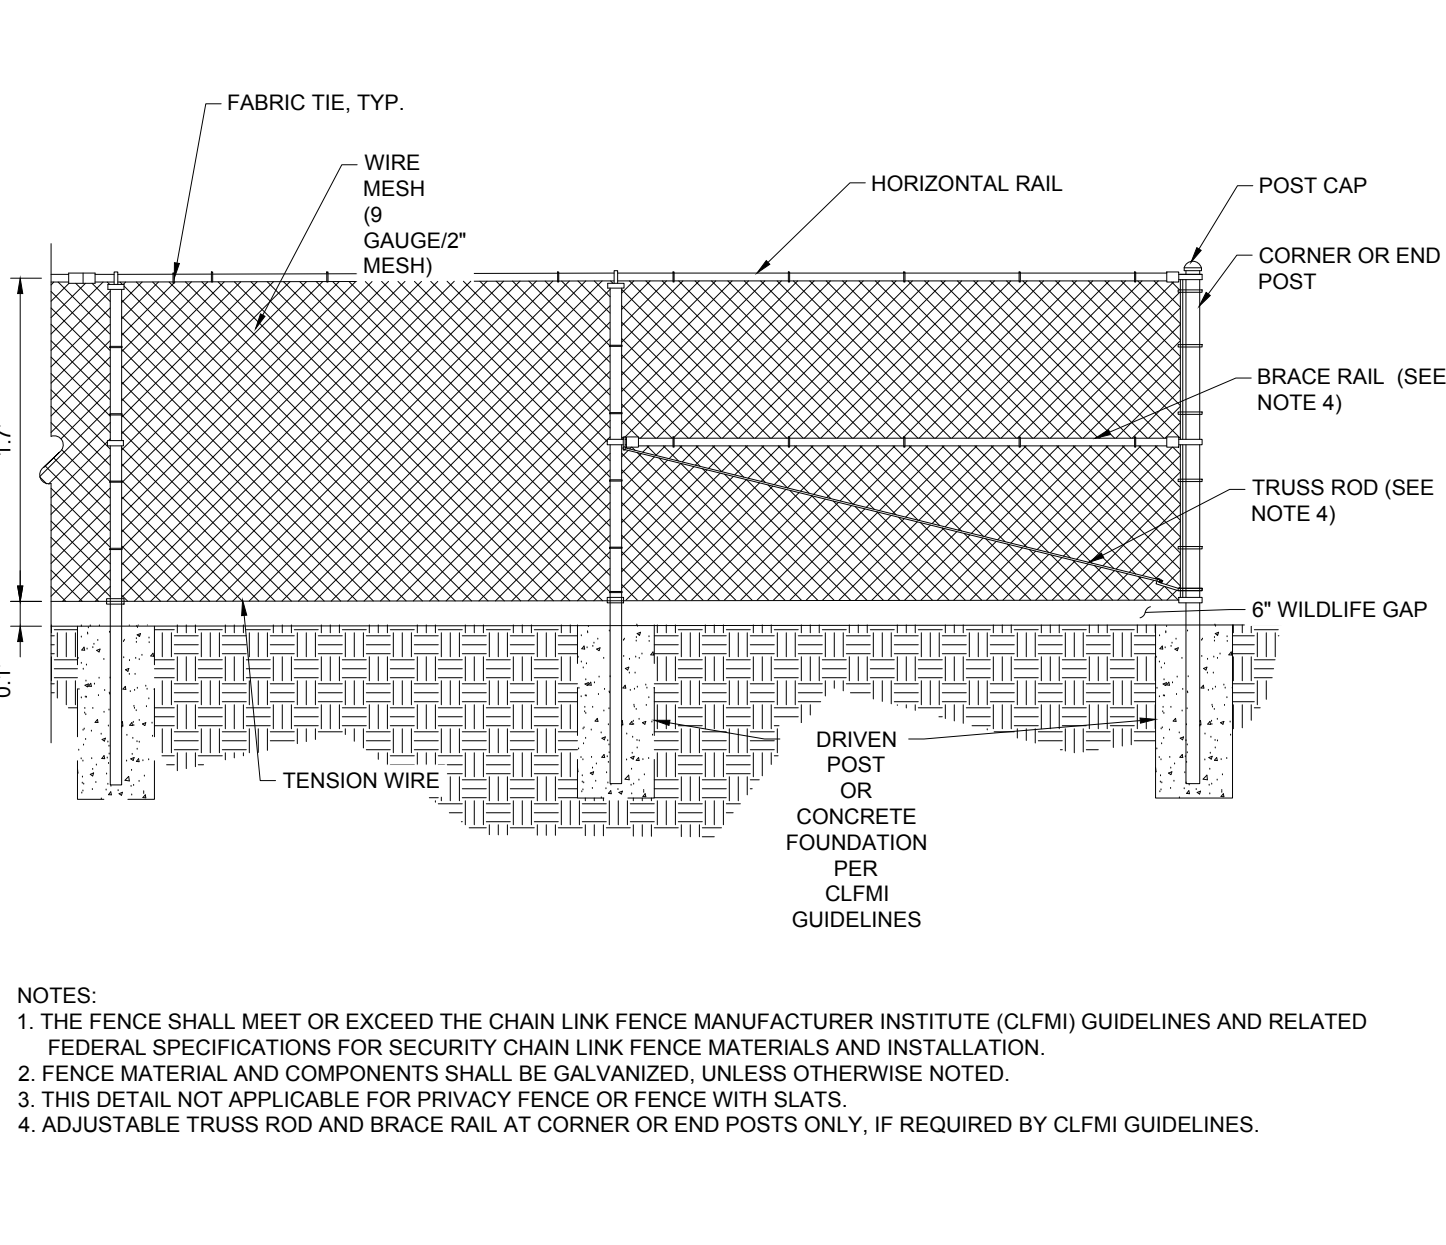 FABRIC TIE, TYP.
WIRE
MESH
(9
GAUGE/2"
MESH)
HORIZONTAL RAIL
POST CAP
CORNER OR END
POST
BRACE RAIL (SEE
NOTE 4)
TRUSS ROD (SEE
NOTE 4)
6" WILDLIFE GAP
TENSION WIRE
DRIVEN
POST
OR
CONCRETE
FOUNDATION
PER
CLFMI
GUIDELINES
NOTES:
1. THE FENCE SHALL MEET OR EXCEED THE CHAIN LINK FENCE MANUFACTURER INSTITUTE (CLFMI) GUIDELINES AND RELATED
FEDERAL SPECIFICATIONS FOR SECURITY CHAIN LINK FENCE MATERIALS AND INSTALLATION.
2. FENCE MATERIAL AND COMPONENTS SHALL BE GALVANIZED, UNLESS OTHERWISE NOTED.
3. THIS DETAIL NOT APPLICABLE FOR PRIVACY FENCE OR FENCE WITH SLATS.
4. ADJUSTABLE TRUSS ROD AND BRACE RAIL AT CORNER OR END POSTS ONLY, IF REQUIRED BY CLFMI GUIDELINES.